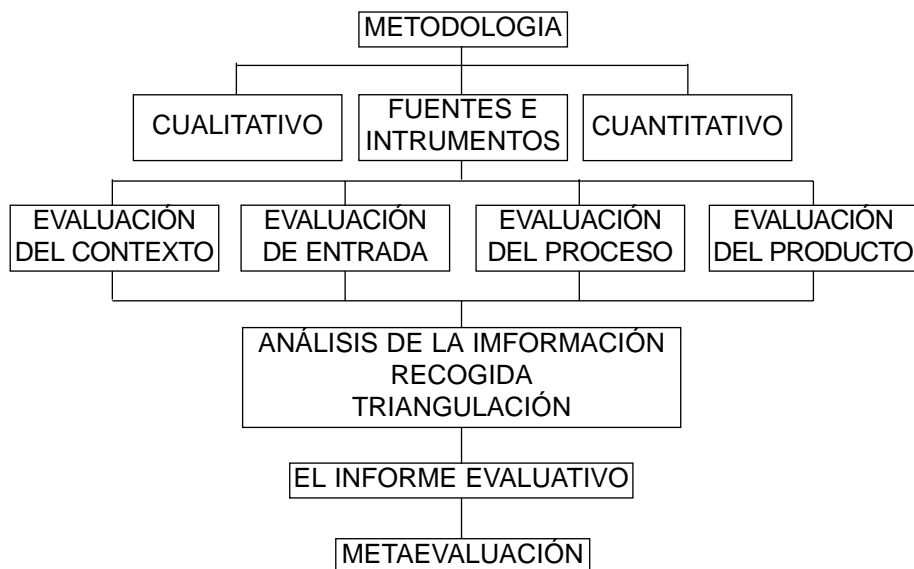 METODOLOGIA
CUALITATIVO
FUENTES E
INTRUMENTOS
CUANTITATIVO
EVALUACIÓN
DEL CONTEXTO
EVALUACIÓN
DE ENTRADA
EVALUACIÓN
DEL PROCESO
EVALUACIÓN
DEL PRODUCTO
ANÁLISIS DE LA IMFORMACIÓN
RECOGIDA
TRIANGULACIÓN
EL INFORME EVALUATIVO
METAEVALUACIÓN